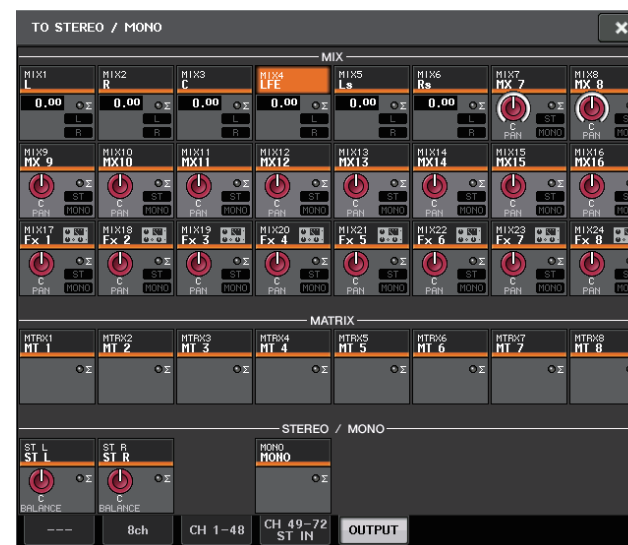 TO STEREO / MONO
MIX
MIX1 MIX2 MIX3 MIX4 MIX5 MIX6 MIX7 MIX8
L R C LFE Ls Rs MX 7 MX 8
0.00 Σ 0.00 Σ 0.00 Σ 0.00 Σ 0.00 Σ 0.00 Σ Σ Σ
L L L L L L ST ST
R R R R R R C MONO C MONO
PAN PAN
MIX9 MIX10 MIX11 MIX12 MIX13 MIX14 MIX15 MIX16
MX 9 MX10 MX11 MX12 MX13 MX14 MX15 MX16
Σ Σ Σ Σ Σ Σ Σ Σ
ST ST ST ST ST ST ST ST
C MONO C MONO C MONO C MONO C MONO C MONO C MONO C MONO
PAN PAN PAN PAN PAN PAN PAN PAN
MIX17 MIX18 MIX19 MIX20 MIX21 MIX22 MIX23 MIX24
Fx 1 Fx 2 Fx 3 Fx 4 Fx 5 Fx 6 Fx 7 Fx 8
Σ Σ Σ Σ Σ Σ Σ Σ
ST ST ST ST ST ST ST ST
C MONO C MONO C MONO C MONO C MONO C MONO C MONO C MONO
PAN PAN PAN PAN PAN PAN PAN PAN
MATRIX
MTRX1 MTRX2 MTRX3 MTRX4 MTRX5 MTRX6 MTRX7 MTRX8
MT 1 MT 2 MT 3 MT 4 MT 5 MT 6 MT 7 MT 8
Σ Σ Σ Σ Σ Σ Σ
STEREO / MONO
ST L ST R MONO
ST L ST R MONO
Σ Σ Σ
C C
BALANCE BALANCE
--- 8ch CH 1-48 CH 49-72 OUTPUT
ST IN